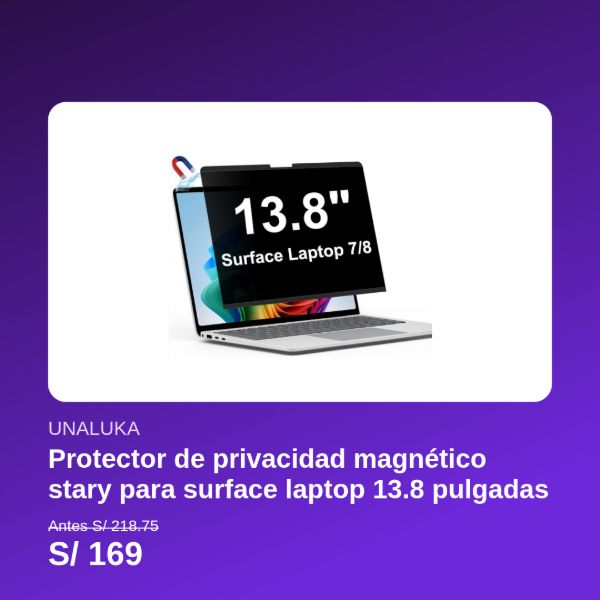 13.8"
Surface Laptop 7/8
UNALUKA
Protector de privacidad magnético
stary para surface laptop 13.8 pulgadas
Antes S/ 218.75
S/ 169